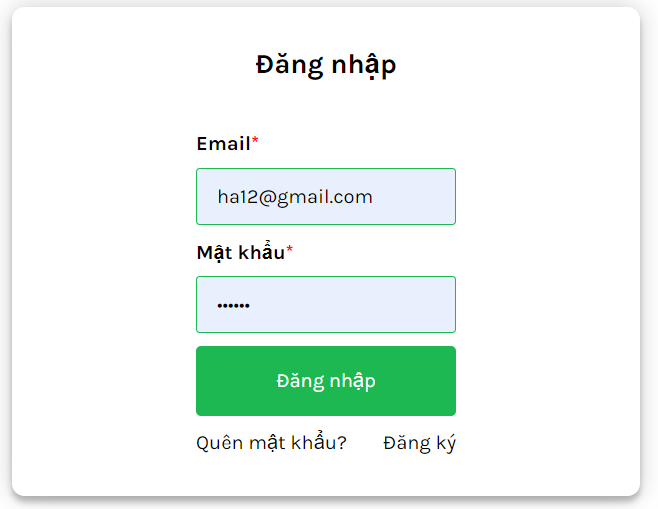 Đăng nhập
Email*
ha12@gmail.com
Mật khẩu*
••••••
Đăng nhập
Quên mật khẩu? Đăng ký